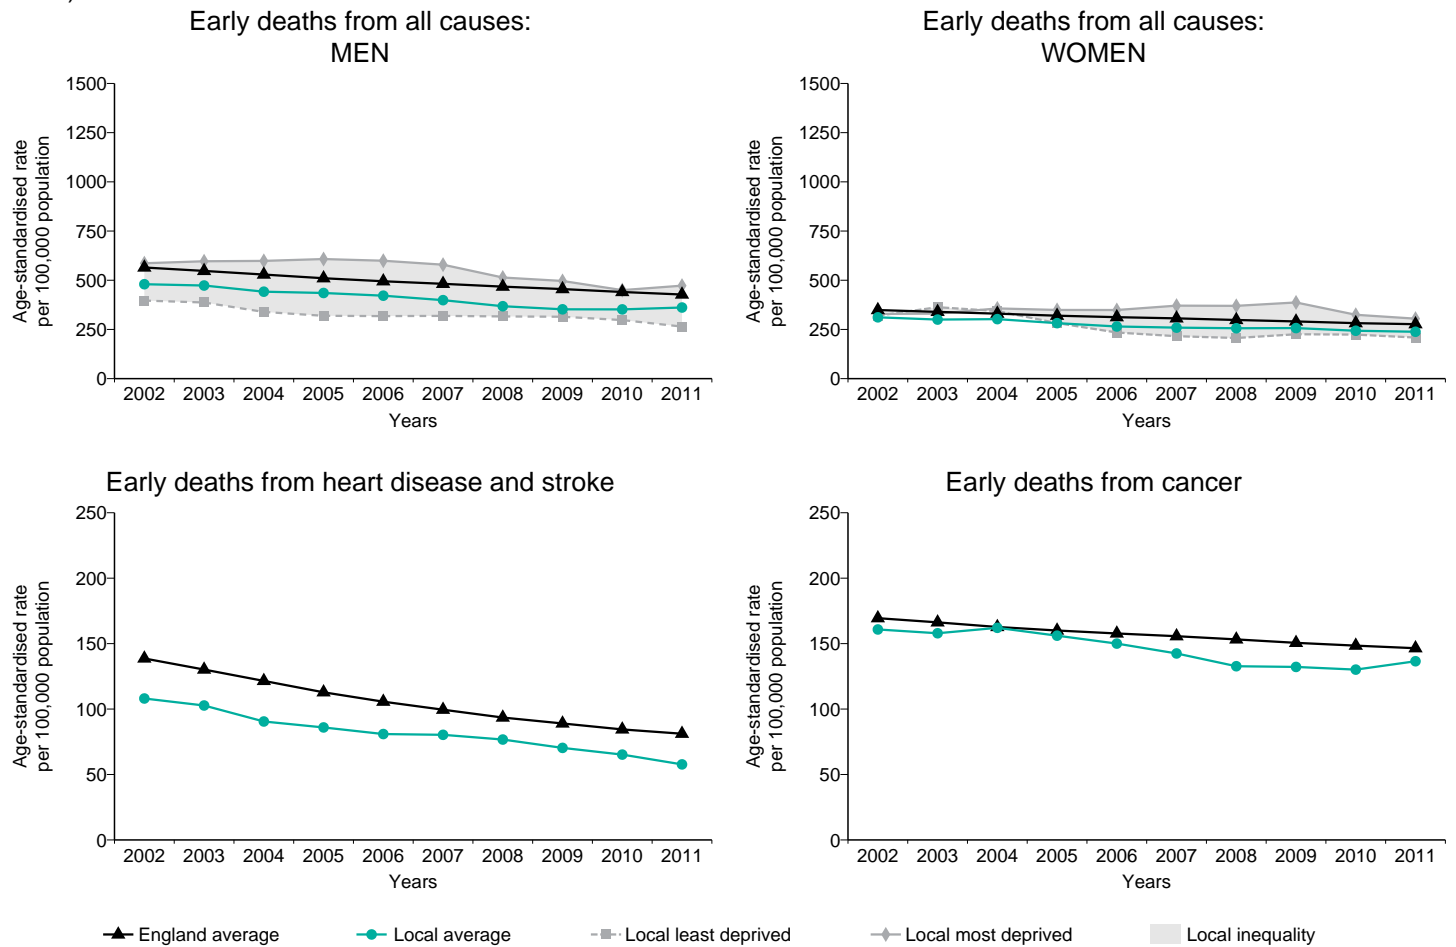 Early deaths from all causes:
MEN
Age-standardised rate
per 100,000 population
1500
1250
1000
750
500
250
0
2002 2003 2004 2005 2006 2007 2008 2009 2010 2011
Years
Early deaths from all causes:
WOMEN
Age-standardised rate
per 100,000 population
1500
1250
1000
750
500
250
0
2002 2003 2004 2005 2006 2007 2008 2009 2010 2011
Years
Early deaths from heart disease and stroke
Age-standardised rate
per 100,000 population
250
200
150
100
50
0
2002 2003 2004 2005 2006 2007 2008 2009 2010 2011
Years
Early deaths from cancer
Age-standardised rate
per 100,000 population
250
200
150
100
50
0
2002 2003 2004 2005 2006 2007 2008 2009 2010 2011
Years
England average Local average Local least deprived Local most deprived Local inequality